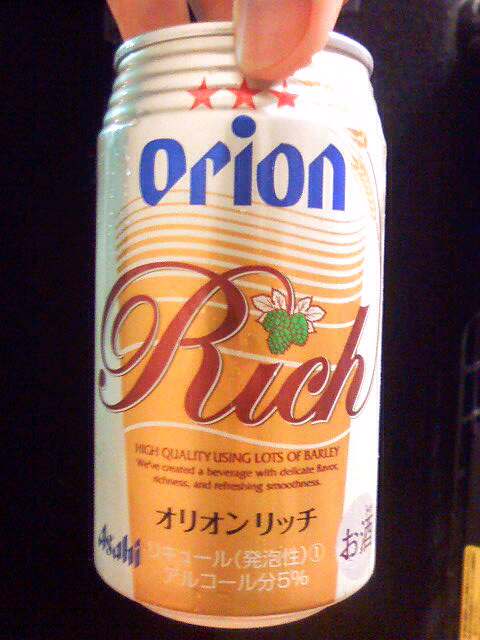 orion
Rich
HIGH QUALITY USING LOTS OF BARLEY
We've created a beverage with delicate flavor,
richness, and refreshing smoothness.
オリオンリッチ
Asahi
リキュール(発泡性)①
アルコール分5%
お酒